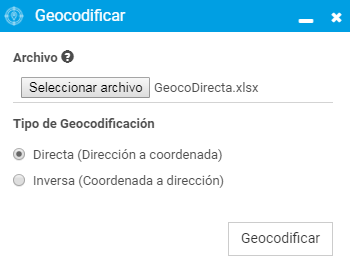 Geocodificar
Archivo
Seleccionar archivo GeocoDirecta.xlsx
Tipo de Geocodificación
Directa (Dirección a coordenada)
Inversa (Coordenada a dirección)
Geocodificar